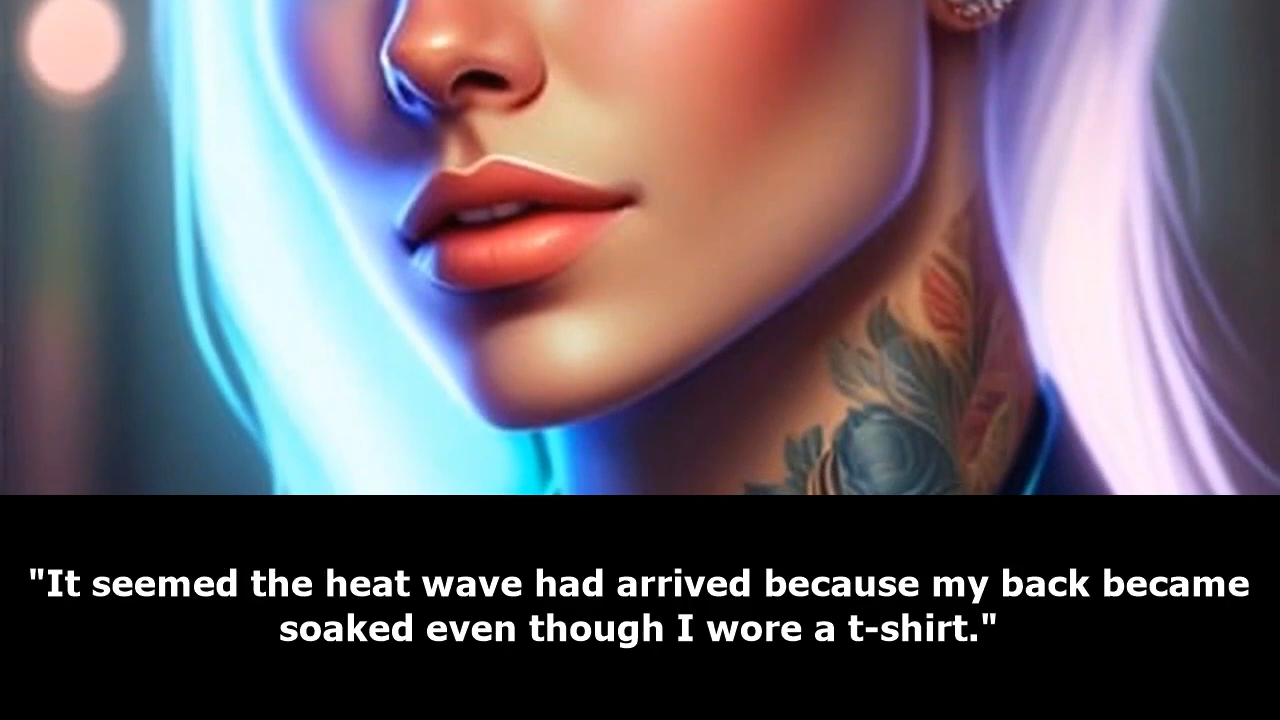 "It seemed the heat wave had arrived because my back became
soaked even though I wore a t-shirt."